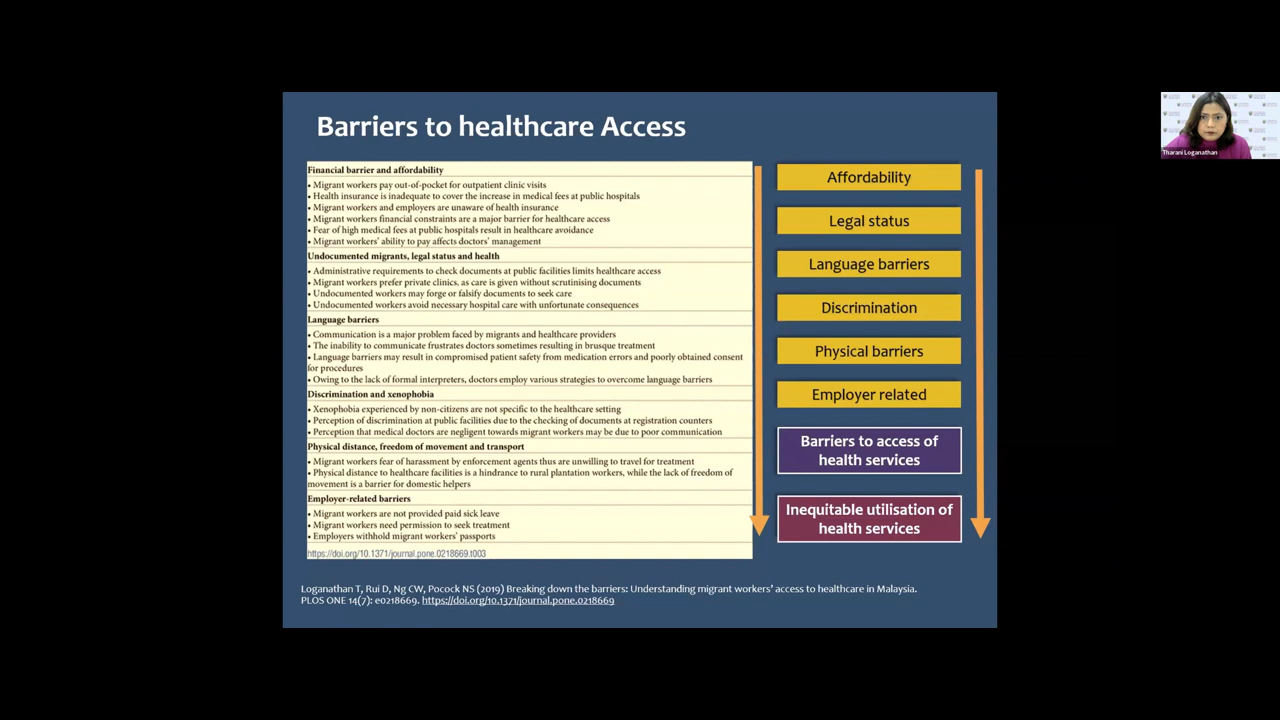 Barriers to healthcare Access
Financial barrier and affordability
• Migrant workers pay out-of-pocket for outpatient clinic visits
• Health insurance is inadequate to cover the increase in medical fees at public hospitals
• Migrant workers and employers are unaware of health insurance
• Migrant workers financial constraints are a major barrier for healthcare access
• Fear of high medical fees at public hospitals result in healthcare avoidance
• Migrant workers' ability to pay affects doctors' management
Undocumented migrants, legal status and health
• Administrative requirements to check documents at public facilities limits healthcare access
• Migrant workers prefer private clinics, as care is given without scrutinising documents
• Undocumented workers may forge or falsify documents to seek care
• Undocumented workers avoid necessary hospital care with unfortunate consequences
Language barriers
• Communication is a major problem faced by migrants and healthcare providers
• The inability to communicate frustrates doctors sometimes resulting in brusque treatment
• Language barriers may result in compromised patient safety from medication errors and poorly obtained consent
for procedures
• Owing to the lack of formal interpreters, doctors employ various strategies to overcome language barriers
Discrimination and xenophobia
• Xenophobia experienced by non-citizens are not specific to the healthcare setting
• Perception of discrimination at public facilities due to the checking of documents at registration counters
• Perception that medical doctors are negligent towards migrant workers may be due to poor communication
Physical distance, freedom of movement and transport
• Migrant workers fear of harassment by enforcement agents thus are unwilling to travel for treatment
• Physical distance to healthcare facilities is a hindrance to rural plantation workers, while the lack of freedom of
movement is a barrier for domestic helpers
Employer-related barriers
• Migrant workers are not provided paid sick leave
• Migrant workers need permission to seek treatment
• Employers withhold migrant workers' passports
https://doi.org/10.1371/journal.pone.0218669.t003
Affordability
Legal status
Language barriers
Discrimination
Physical barriers
Employer related
Barriers to access of
health services
Inequitable utilisation of
health services
Loganathan T, Rui D, Ng CW, Pocock NS (2019) Breaking down the barriers: Understanding migrant workers' access to healthcare in Malaysia.
PLOS ONE 14(7): e0218669. https://doi.org/10.1371/journal.pone.0218669
Tharani Loganathan